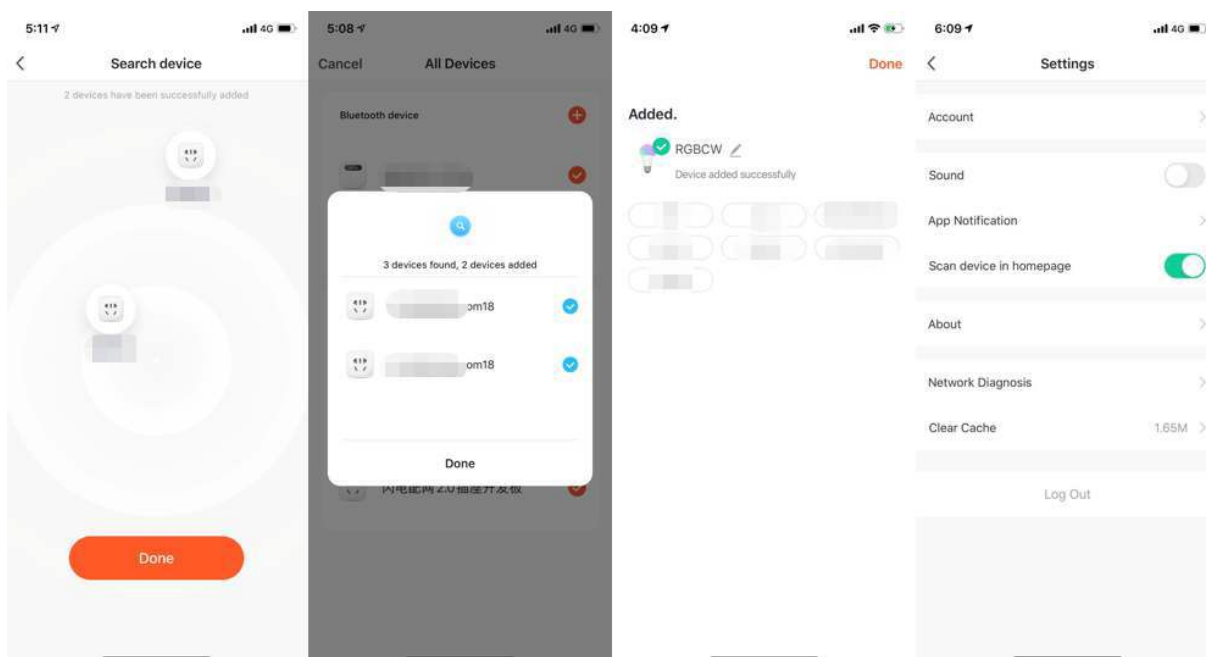 5:11
4G
Search device
2 devices have been successfully added
Done
5:08
4G
Cancel
All Devices
Bluetooth device
3 devices found, 2 devices added
om18
om18
Done
闪电配网2.0插座开发板
4:09
Done
Added.
RGBCW
Device added successfully
6:09
4G
Settings
Account
Sound
App Notification
Scan device in homepage
About
Network Diagnosis
Clear Cache
1.65M
Log Out